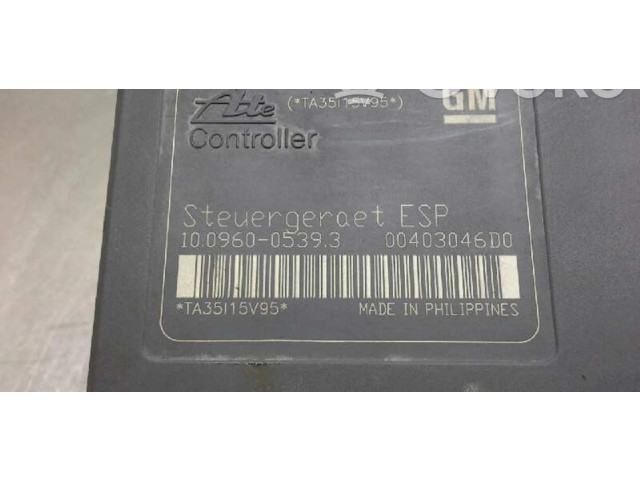 Ate (*TA35I15V95*) GM
Controller
Steuergeraet ESP
10.0960-0539.3 00403046D0
*TA35I15V95* MADE IN PHILIPPINES